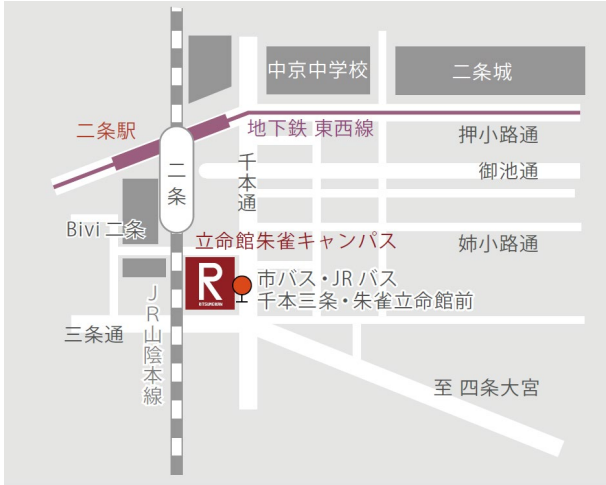 中京中学校
二条城
二条駅
地下鉄 東西線
押小路通
二条
千本通
御池通
Bivi 二条
立命館朱雀キャンパス
姉小路通
R
RITSUMEIKAN
市バス・JRバス
千本三条・朱雀立命館前
JR山陰本線
三条通
至 四条大宮